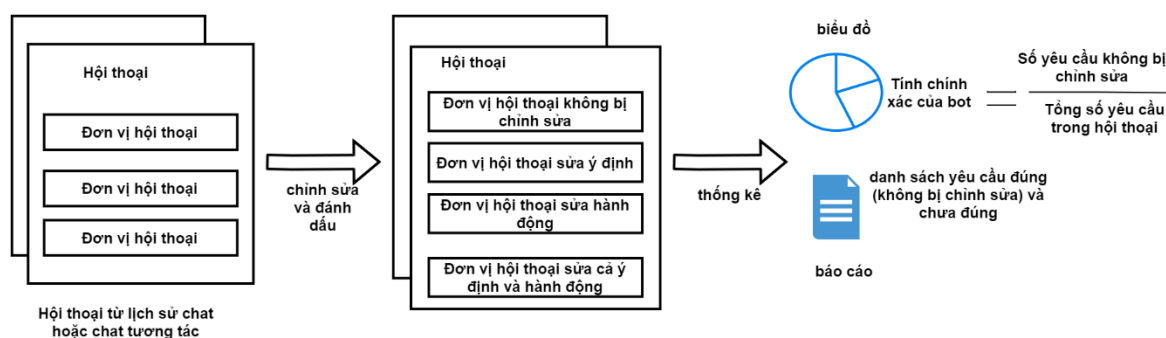 Hội thoại
Đơn vị hội thoại
Đơn vị hội thoại
Đơn vị hội thoại
Hội thoại từ lịch sử chat
hoặc chat tương tác
chỉnh sửa
và đánh
dấu
Hội thoại
Đơn vị hội thoại không bị
chỉnh sửa
Đơn vị hội thoại sửa ý định
Đơn vị hội thoại sửa hành
động
Đơn vị hội thoại sửa cả ý
định và hành động
thống kê
biểu đồ
Tính chính
xác của bot
=
Số yêu cầu không bị
chỉnh sửa
Tổng số yêu cầu
trong hội thoại
danh sách yêu cầu đúng
(không bị chỉnh sửa) và
chưa đúng
báo cáo